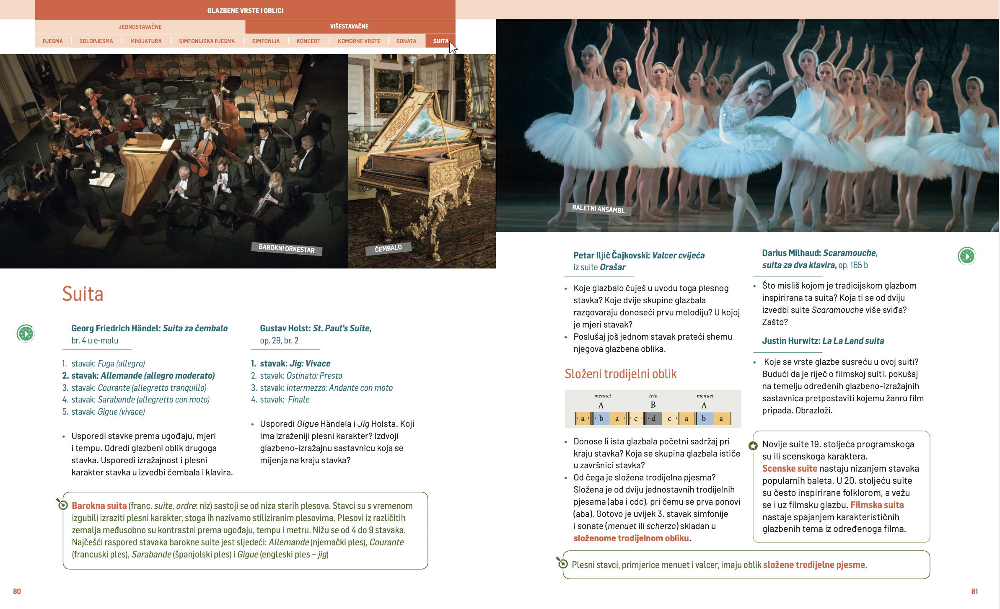 GLAZBENE VRSTE I OBLICI
JEDNOSTAVAČNE
VIŠESTAVAČNE
PJESMA
SOLOPJESMA
MINIJATURA
SIMFONIJSKA PJESMA
SIMFONIJA
KONCERT
KOMORNE VRSTE
SONATA
SUITA
BAROKNI ORKESTAR
ČEMBALO
Suita
Georg Friedrich Händel: Suita za čembalo
br. 4 u e-molu
1. stavak: Fuga (allegro)
2. stavak: Allemande (allegro moderato)
3. stavak: Courante (allegretto tranquillo)
4. stavak: Sarabande (allegretto con moto)
5. stavak: Gigue (vivace)
• Usporedi stavke prema ugođaju, mjeri
i tempu. Odredi glazbeni oblik drugoga
stavka. Usporedi izražajnost i plesni
karakter stavka u izvedbi čembala i klavira.
Gustav Holst: St. Paul's Suite,
op. 29, br. 2
1. stavak: Jig: Vivace
2. stavak: Ostinato: Presto
3. stavak: Intermezzo: Andante con moto
4. stavak: Finale
• Usporedi Gigue Händela i Jig Holsta. Koji
ima izraženiji plesni karakter? Izdvoji
glazbeno-izražajnu sastavnicu koja se
mijenja na kraju stavka?
Barokna suita (franc. suite, ordre: niz) sastoji se od niza starih plesova. Stavci su s vremenom
izgubili izraziti plesni karakter, stoga ih nazivamo stiliziranim plesovima. Plesovi iz različitih
zemalja međusobno su kontrastni prema ugođaju, tempu i metru. Nižu se od 4 do 9 stavaka.
Najčešći raspored stavaka barokne suite jest sljedeći: Allemande (njemački ples), Courante
(francuski ples), Sarabande (španjolski ples) i Gigue (engleski ples – jig)
80
BALETNI ANSAMBL
Petar Iljič Čajkovski: Valcer cvijeća
iz suite Orašar
• Koje glazbalo čuješ u uvodu toga plesnog
stavka? Koje dvije skupine glazbala
razgovaraju donoseći prvu melodiju? U kojoj
je mjeri stavak?
• Poslušaj još jednom stavak prateći shemu
njegova glazbena oblika.
Složeni trodijelni oblik
menuet trio menuet
A B A
a b a c d c a b a
• Donose li ista glazbala početni sadržaj pri
kraju stavka? Koja se skupina glazbala ističe
u završnici stavka?
• Od čega je složena trodijelna pjesma?
Složena je od dviju jednostavnih trodijelnih
pjesama (aba i cdc), pri čemu se prva ponovi
(aba). Gotovo je uvijek 3. stavak simfonije
i sonate (menuet ili scherzo) skladan u
složenome trodijelnom obliku.
Darius Milhaud: Scaramouche,
suita za dva klavira, op. 165 b
• Što misliš kojom je tradicijskom glazbom
inspirirana ta suita? Koja ti se od dviju
izvedbi suite Scaramouche više sviđa?
Zašto?
Justin Hurwitz: La La Land suita
• Koje se vrste glazbe susreću u ovoj suiti?
Budući da je riječ o filmskoj suiti, pokušaj
na temelju određenih glazbeno-izražajnih
sastavnica pretpostaviti kojemu žanru film
pripada. Obrazloži.
Novije suite 19. stoljeća programskoga
su ili scenskoga karaktera.
Scenske suite nastaju nizanjem stavaka
popularnih baleta. U 20. stoljeću suite
su često inspirirane folklorom, a vežu
se i uz filmsku glazbu. Filmska suita
nastaje spajanjem karakterističnih
glazbenih tema iz određenoga filma.
Plesni stavci, primjerice menuet i valcer, imaju oblik složene trodijelne pjesme.
81